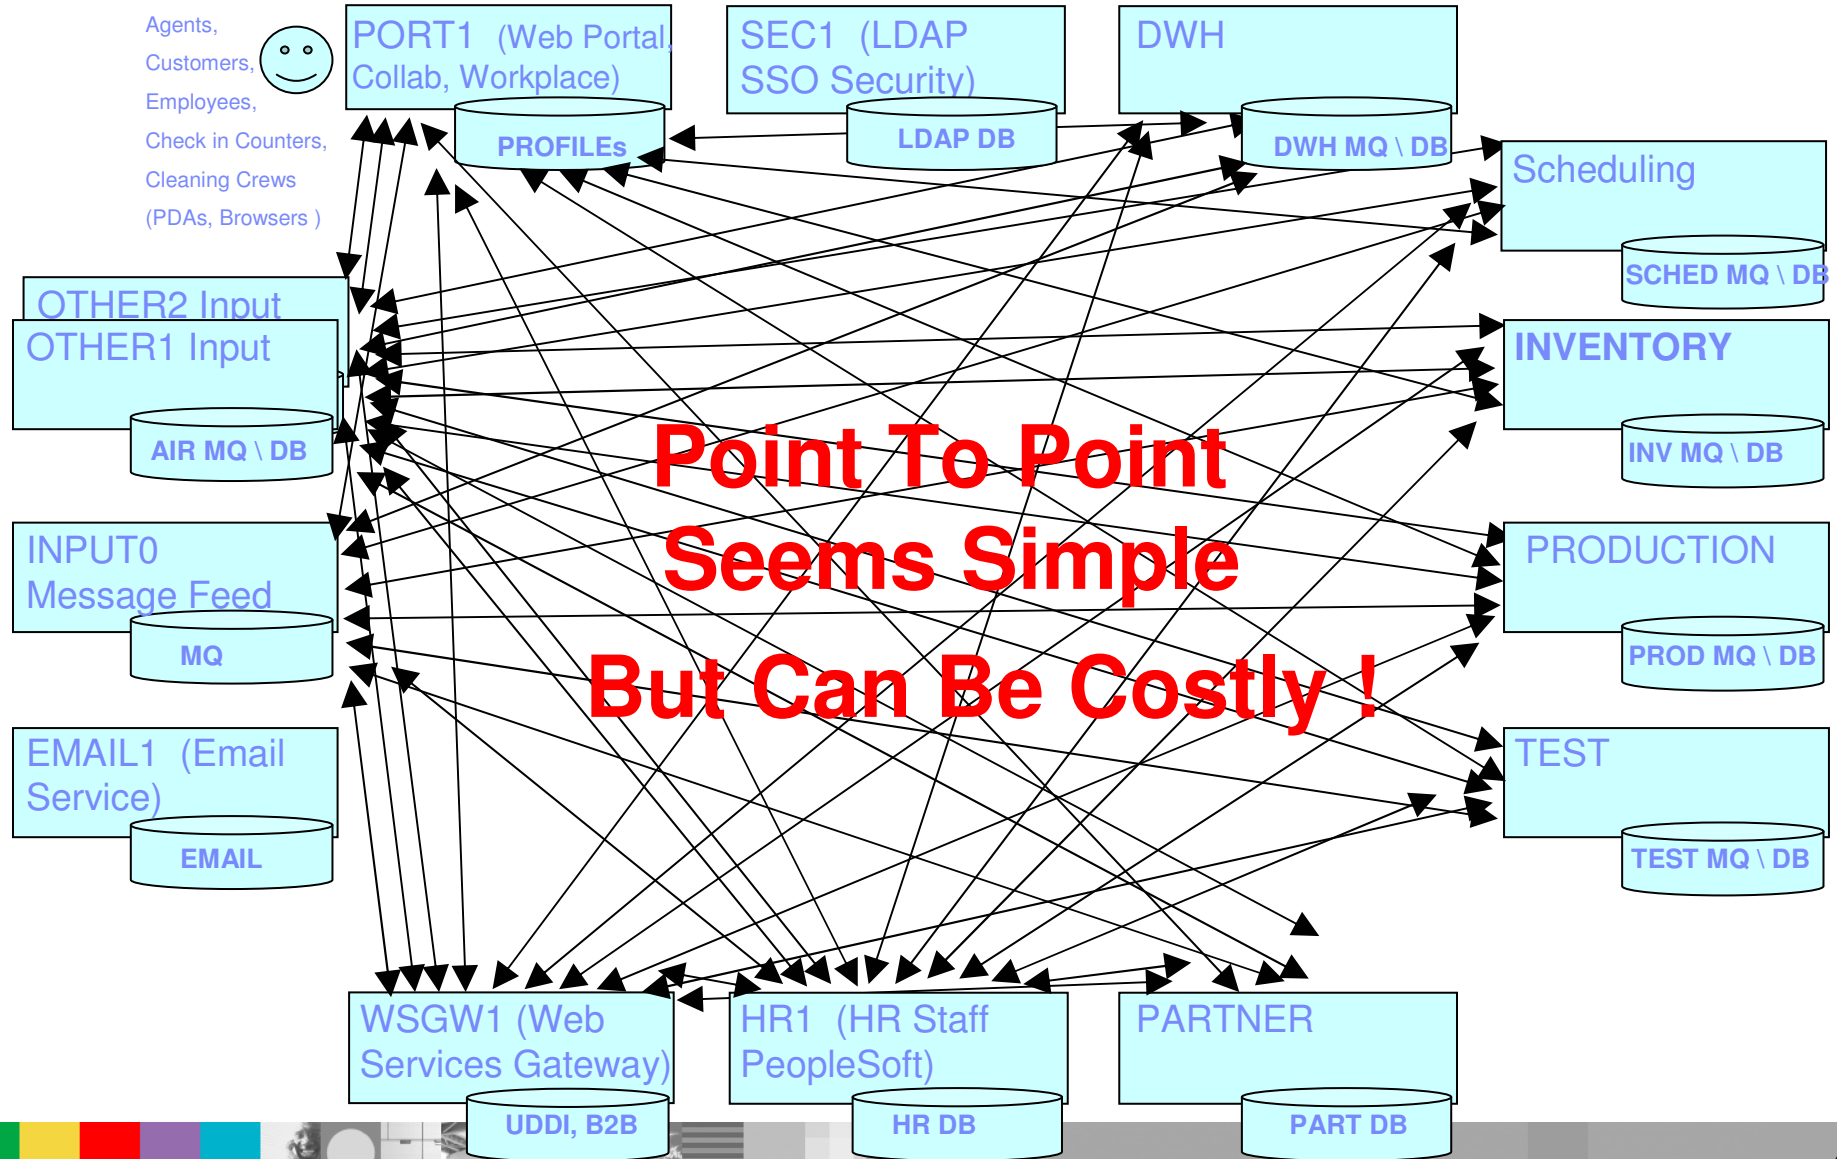 Agents,
Customers,
Employees,
Check in Counters,
Cleaning Crews
(PDAs, Browsers )
PORT1 (Web Portal,
Collab, Workplace)
PROFILEs
SEC1 (LDAP
SSO Security)
LDAP DB
DWH
DWH MQ \ DB
Scheduling
SCHED MQ \ DB
OTHER2 Input
OTHER1 Input
AIR MQ \ DB
INVENTORY
INV MQ \ DB
Point To Point
Seems Simple
But Can Be Costly !
INPUT0
Message Feed
MQ
PRODUCTION
PROD MQ \ DB
EMAIL1 (Email
Service)
EMAIL
TEST
TEST MQ \ DB
WSGW1 (Web
Services Gateway)
UDDI, B2B
HR1 (HR Staff
PeopleSoft)
HR DB
PARTNER
PART DB